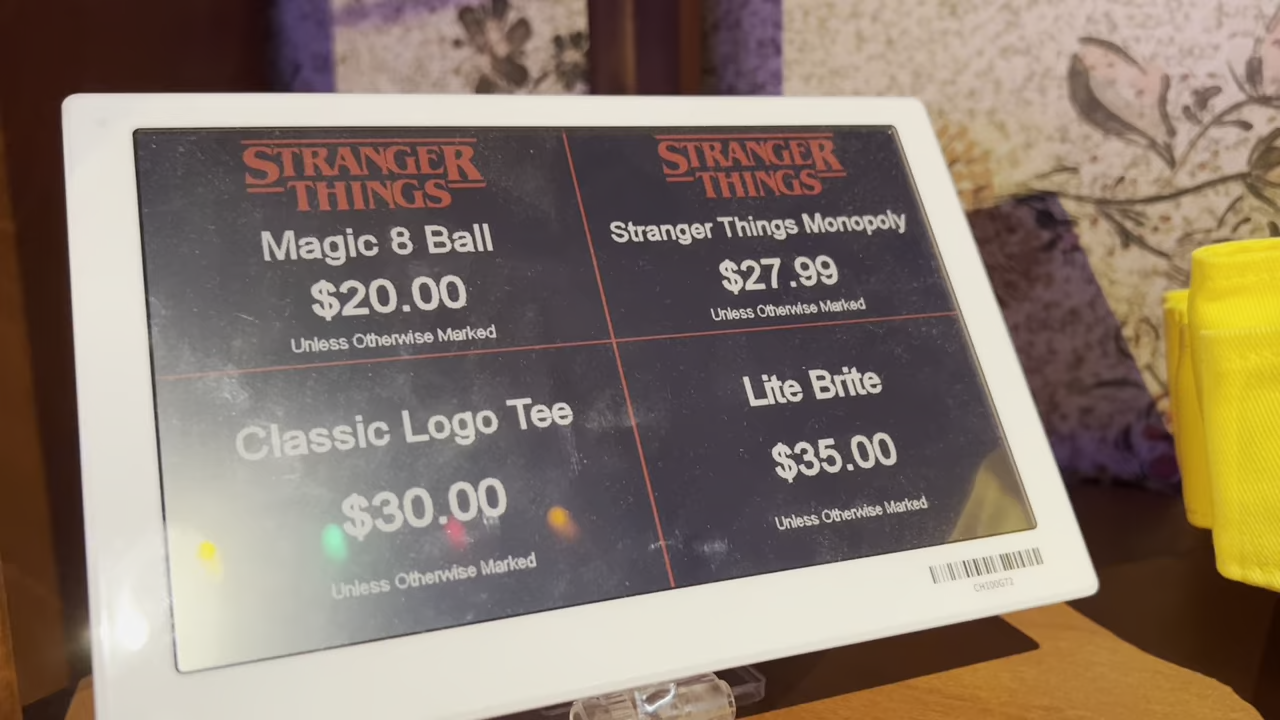 STRANGER
THINGS
Magic 8 Ball
$20.00
Unless Otherwise Marked
STRANGER
THINGS
Stranger Things Monopoly
$27.99
Unless Otherwise Marked
Classic Logo Tee
$30.00
Unless Otherwise Marked
Lite Brite
$35.00
Unless Otherwise Marked
CH100G72